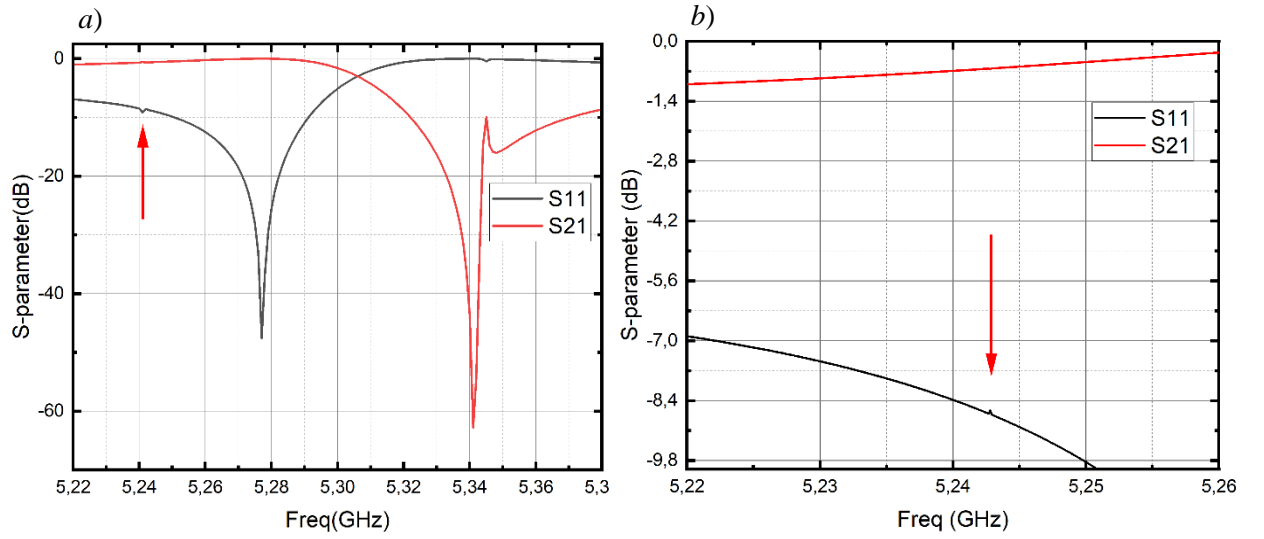 a)
0
-20
-40
-60
S-parameter(dB)
S11
S21
5,22
5,24
5,26
5,28
5,30
5,32
5,34
5,36
5,3
Freq(GHz)
b)
0,0
-1,4
-2,8
-4,2
-5,6
-7,0
-8,4
-9,8
S-parameter (dB)
S11
S21
5,22
5,23
5,24
5,25
5,26
Freq (GHz)